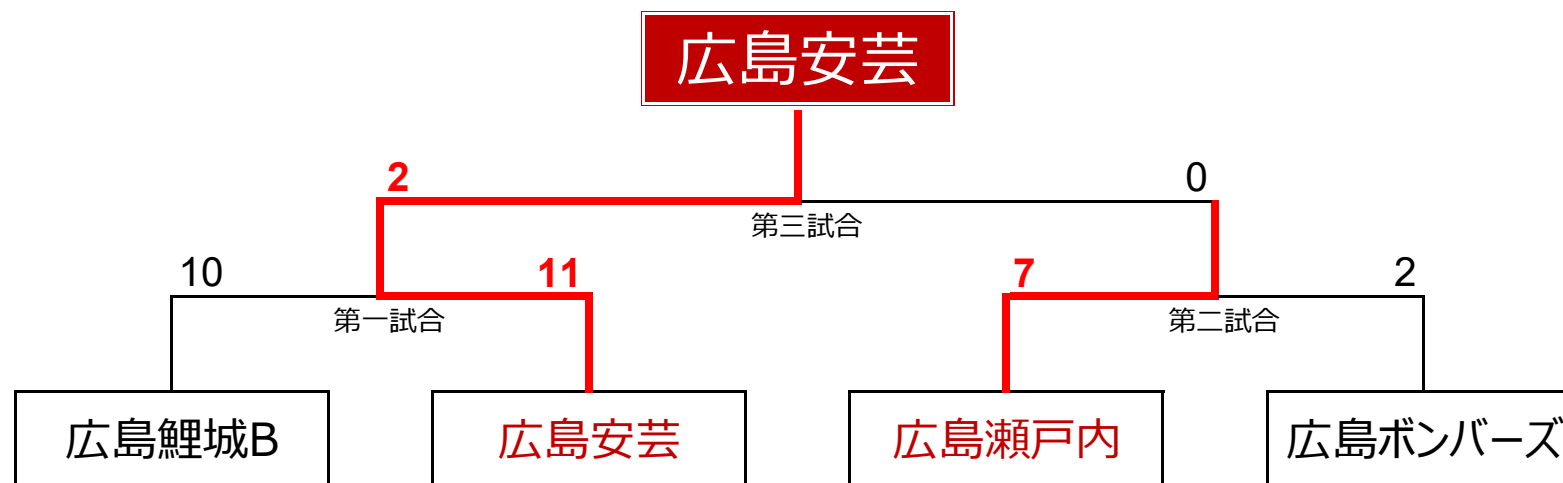 広島安芸
2
0
第三試合
10
11
7
2
第一試合
第二試合
広島鯉城B
広島安芸
広島瀬戸内
広島ボンバーズ